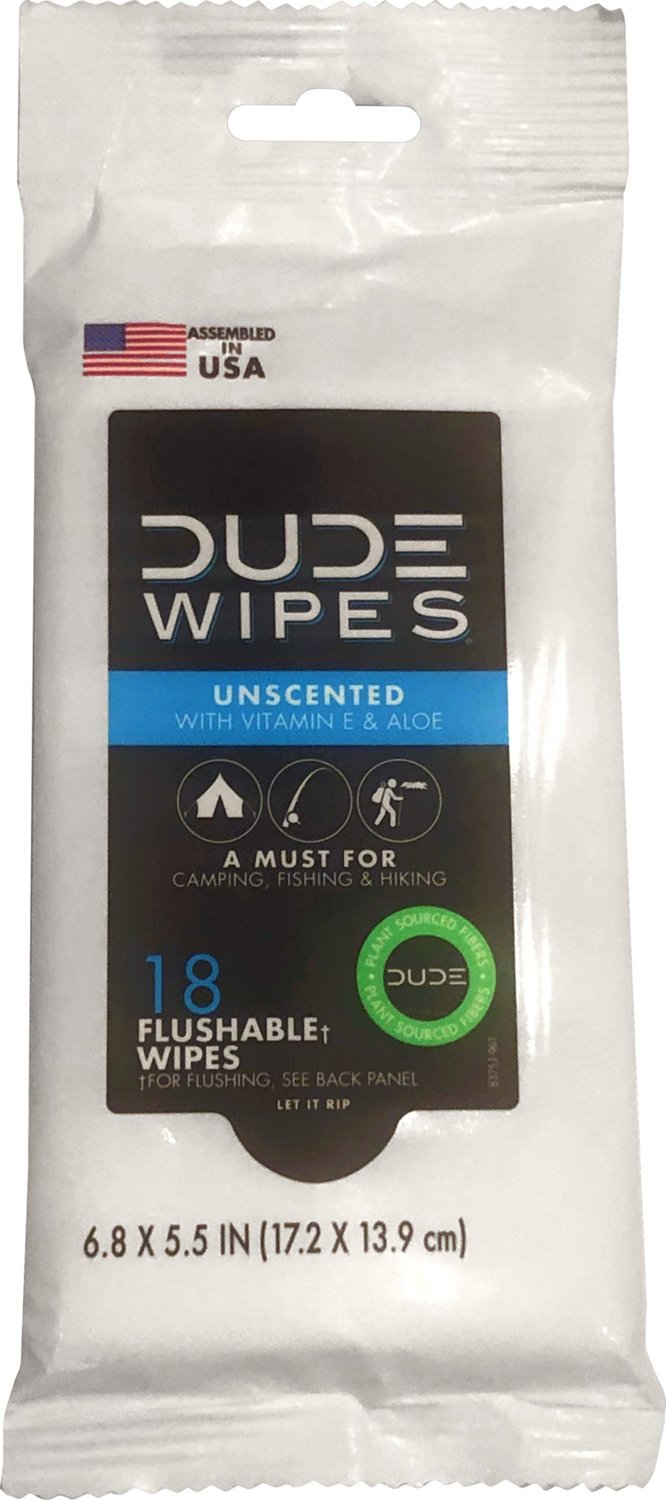 ASSEMBLED
IN
USA
DUDE
WIPES
UNSCENTED
WITH VITAMIN E & ALOE
A MUST FOR
CAMPING, FISHING & HIKING
• PLANT SOURCED FIBERS •
DUDE
PLANT SOURCED FIBERS
18
FLUSHABLE†
WIPES
†FOR FLUSHING, SEE BACK PANEL
LET IT RIP
83753-961
6.8 X 5.5 IN (17.2 X 13.9 cm)